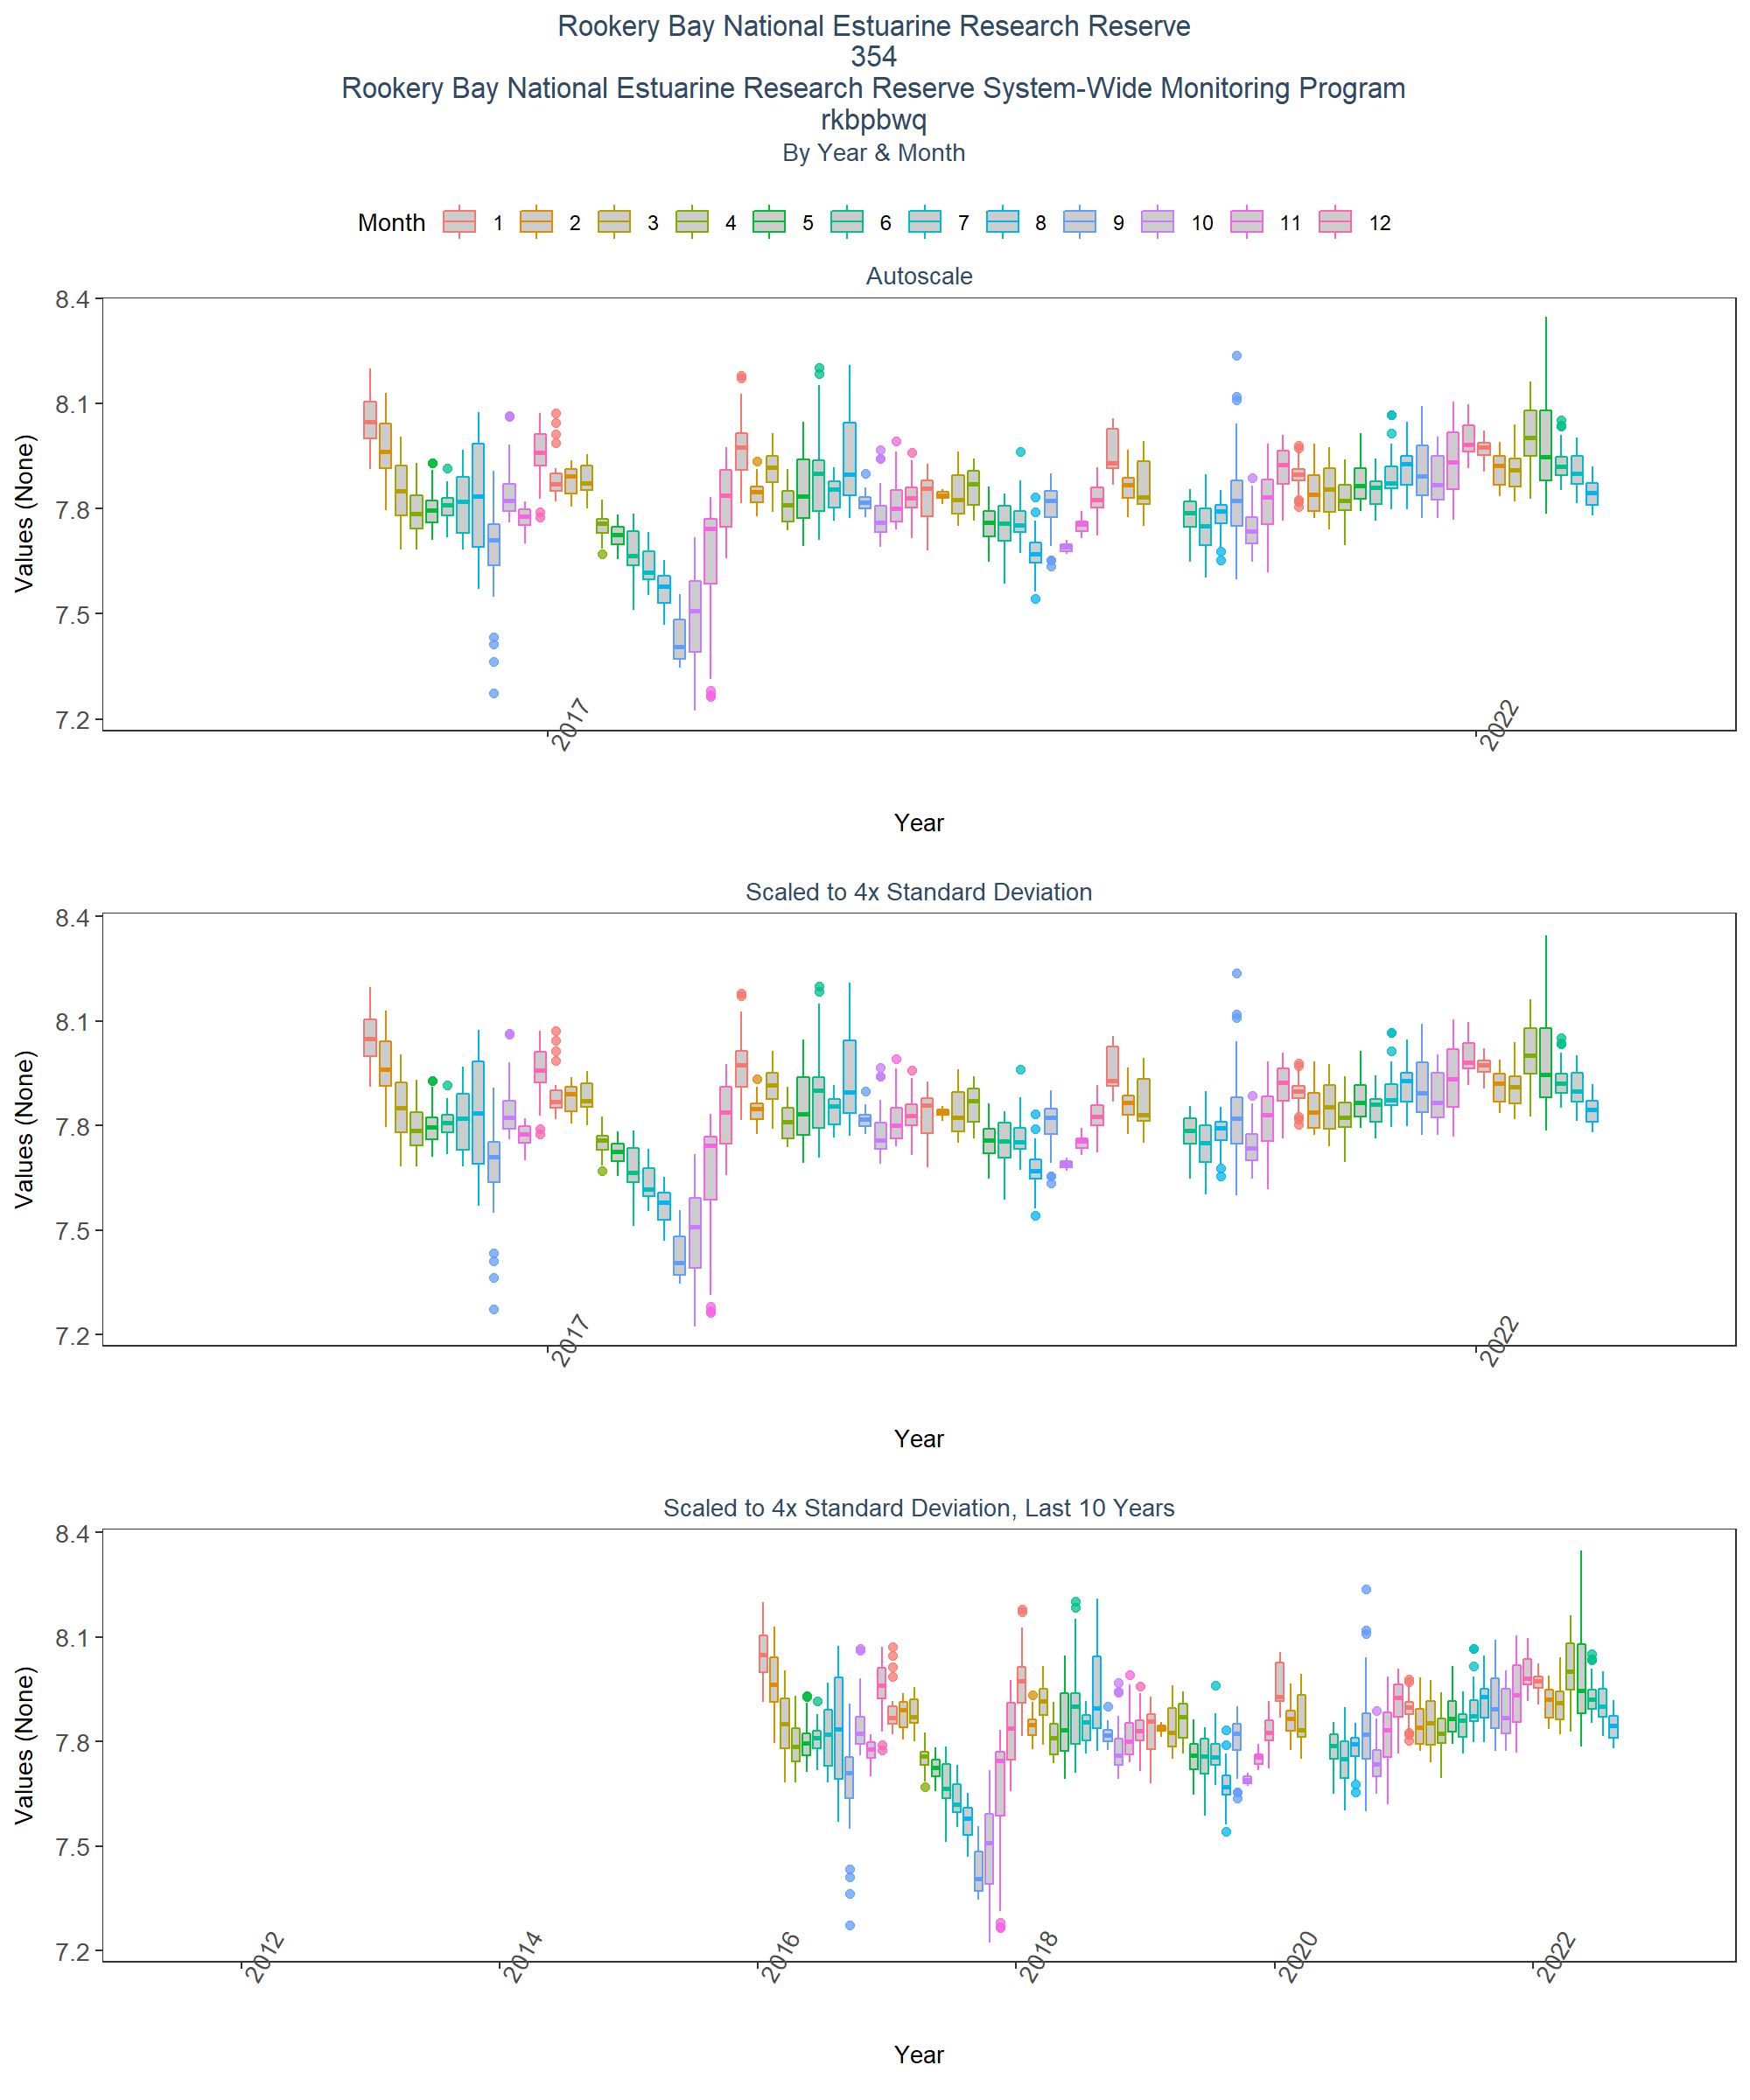 Rookery Bay National Estuarine Research Reserve
354
Rookery Bay National Estuarine Research Reserve System-Wide Monitoring Program
rkbpbwq
By Year & Month
Month 1 2 3 4 5 6 7 8 9 10 11 12
Autoscale
8.4
8.1
7.8
7.5
7.2
Values (None)
2017 2022
Year
Scaled to 4x Standard Deviation
8.4
8.1
7.8
7.5
7.2
Values (None)
2017 2022
Year
Scaled to 4x Standard Deviation, Last 10 Years
8.4
8.1
7.8
7.5
7.2
Values (None)
2012 2014 2016 2018 2020 2022
Year